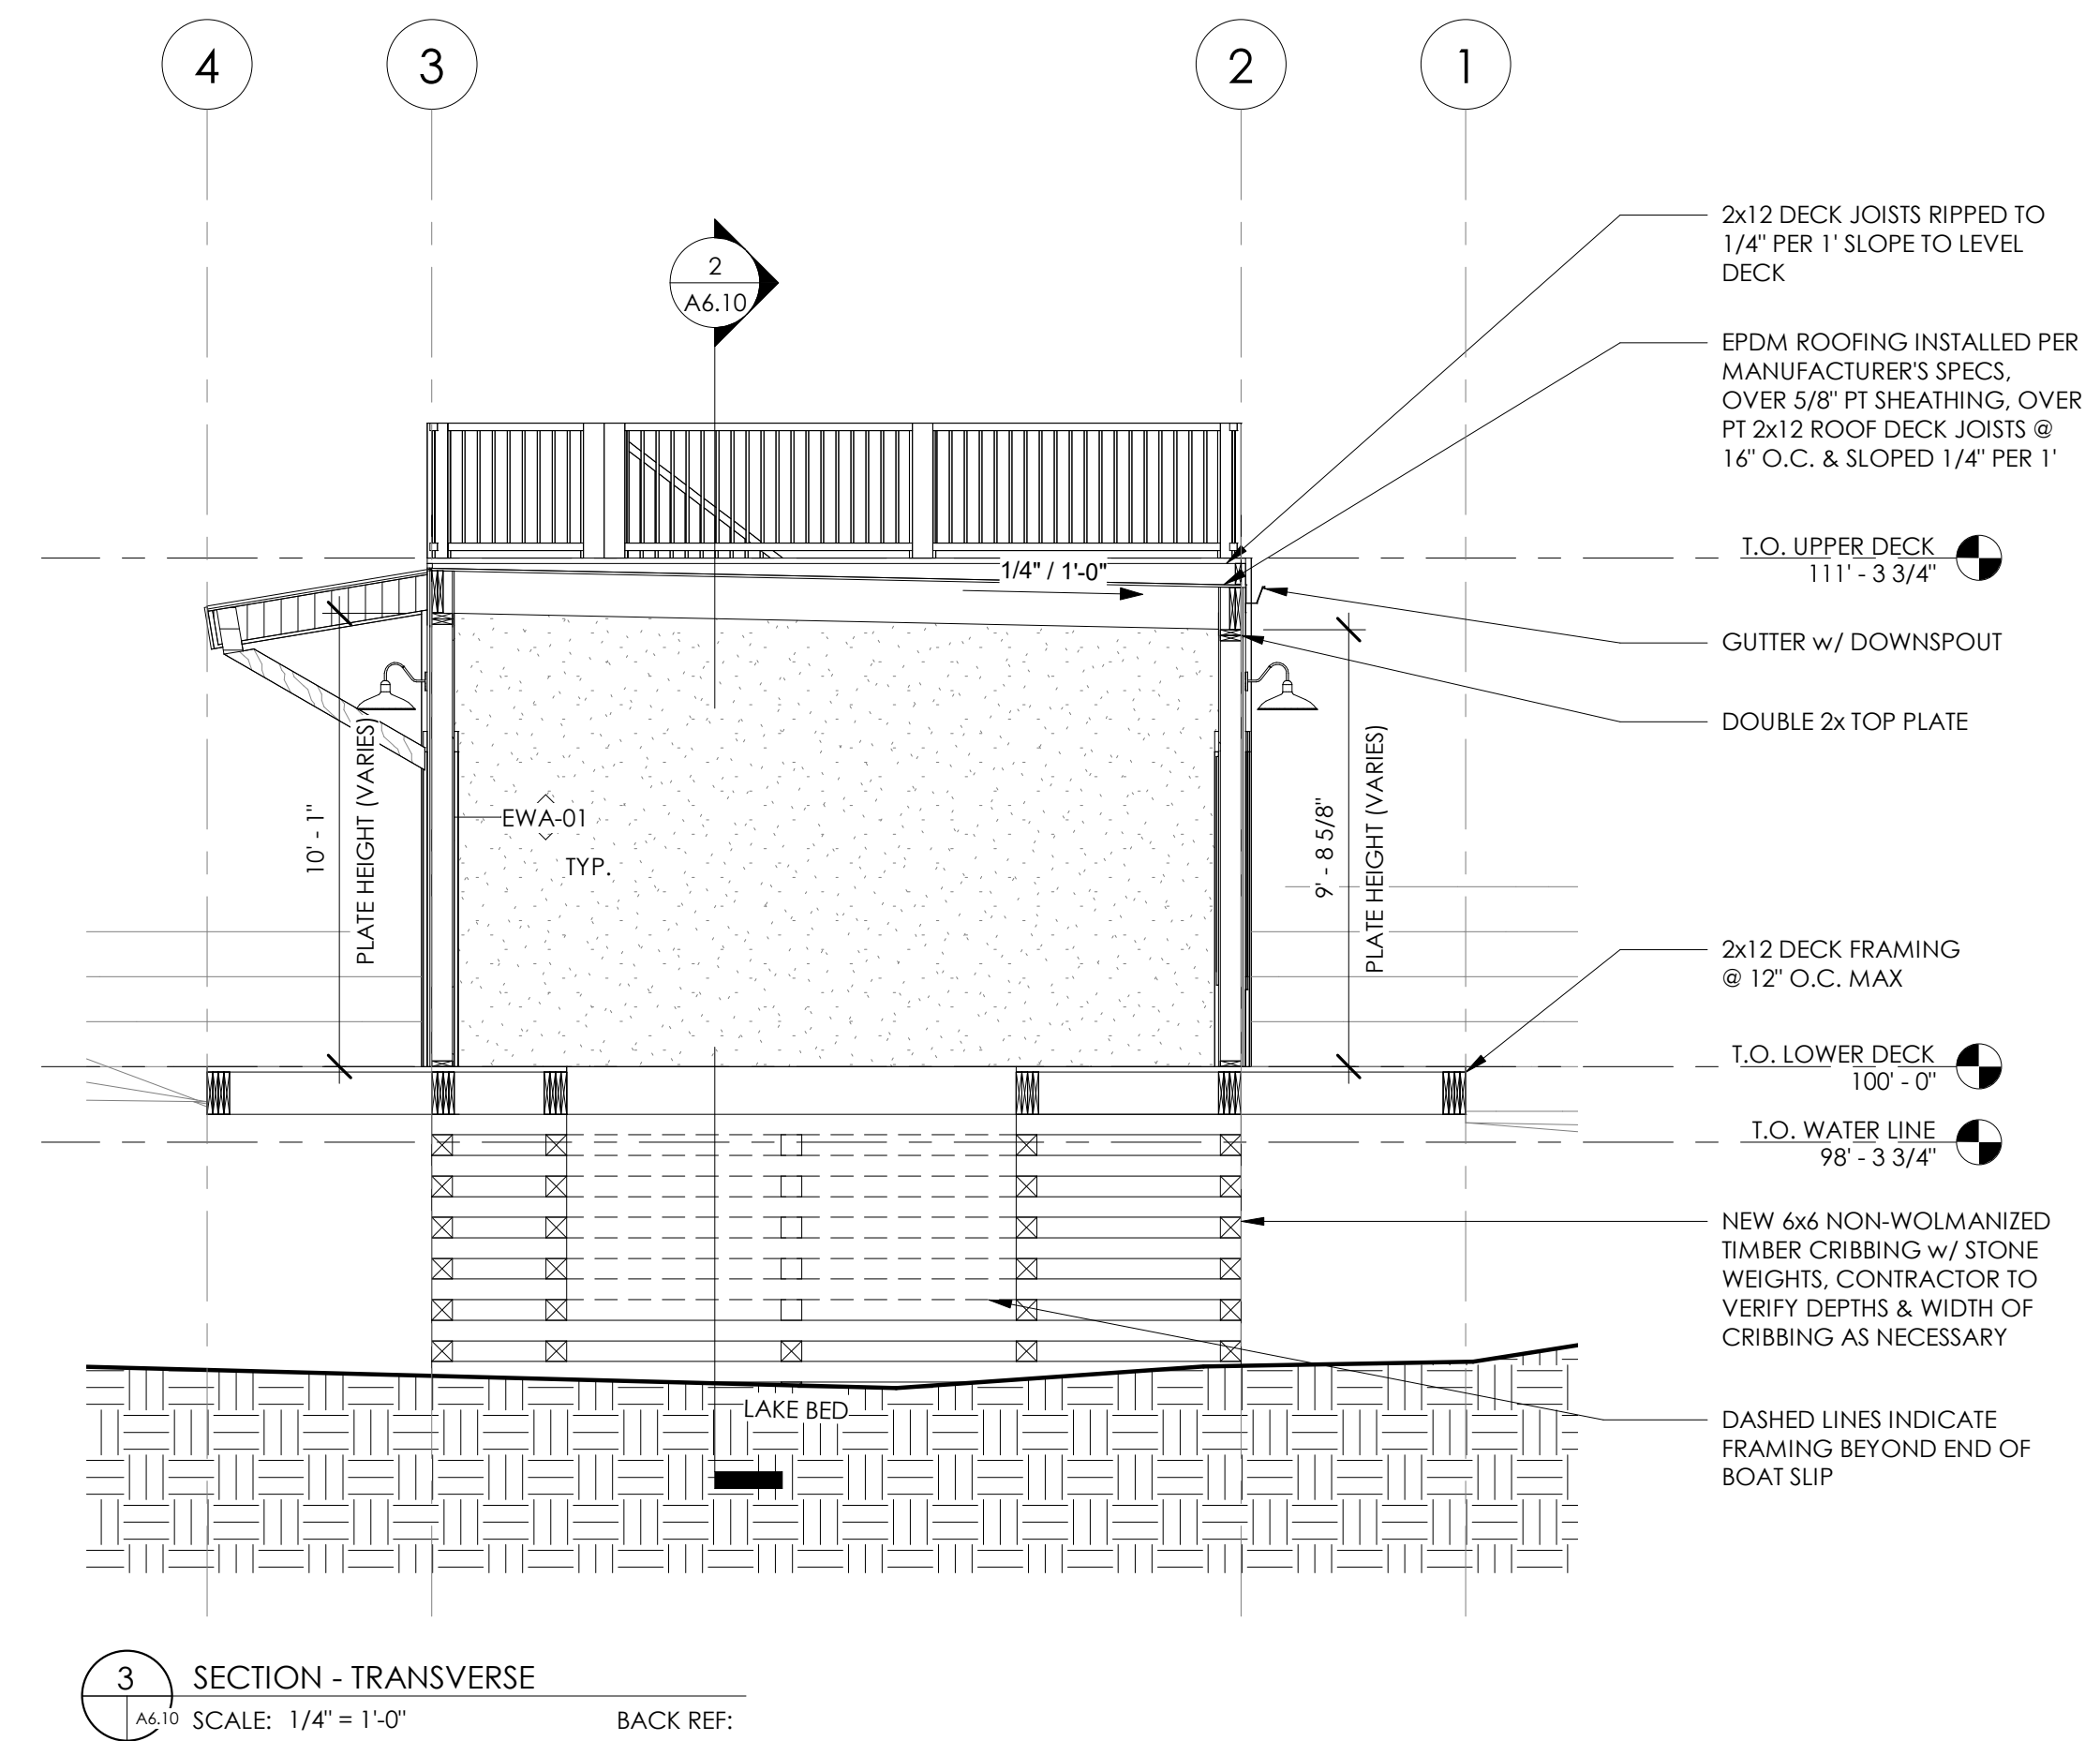 4
3
2
1
2
A6.10
2x12 DECK JOISTS RIPPED TO
1/4" PER 1' SLOPE TO LEVEL
DECK
EPDM ROOFING INSTALLED PER
MANUFACTURER'S SPECS,
OVER 5/8" PT SHEATHING, OVER
PT 2x12 ROOF DECK JOISTS @
16" O.C. & SLOPED 1/4" PER 1'
T.O. UPPER DECK
111' - 3 3/4"
1/4" / 1'-0"
GUTTER w/ DOWNSPOUT
DOUBLE 2x TOP PLATE
10' - 1"
PLATE HEIGHT (VARIES)
EWA-01
TYP.
9' - 8 5/8"
PLATE HEIGHT (VARIES)
2x12 DECK FRAMING
@ 12" O.C. MAX
T.O. LOWER DECK
100' - 0"
T.O. WATER LINE
98' - 3 3/4"
NEW 6x6 NON-WOLMANIZED
TIMBER CRIBBING w/ STONE
WEIGHTS, CONTRACTOR TO
VERIFY DEPTHS & WIDTH OF
CRIBBING AS NECESSARY
LAKE BED
DASHED LINES INDICATE
FRAMING BEYOND END OF
BOAT SLIP
3
A6.10
SECTION - TRANSVERSE
SCALE: 1/4" = 1'-0"
BACK REF: